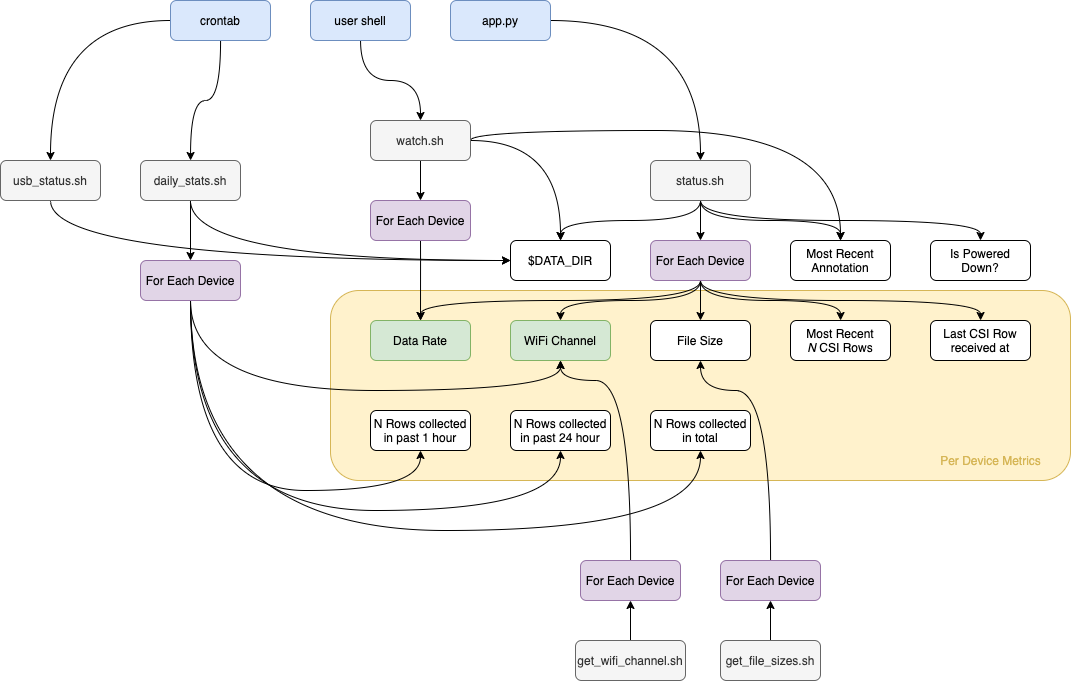 crontab
user shell
app.py
watch.sh
usb_status.sh
daily_stats.sh
status.sh
For Each Device
$DATA_DIR
For Each Device
Most Recent
Annotation
Is Powered
Down?
For Each Device
Data Rate
WiFi Channel
File Size
Most Recent
N CSI Rows
Last CSI Row
received at
N Rows collected
in past 1 hour
N Rows collected
in past 24 hour
N Rows collected
in total
Per Device Metrics
For Each Device
For Each Device
get_wifi_channel.sh
get_file_sizes.sh